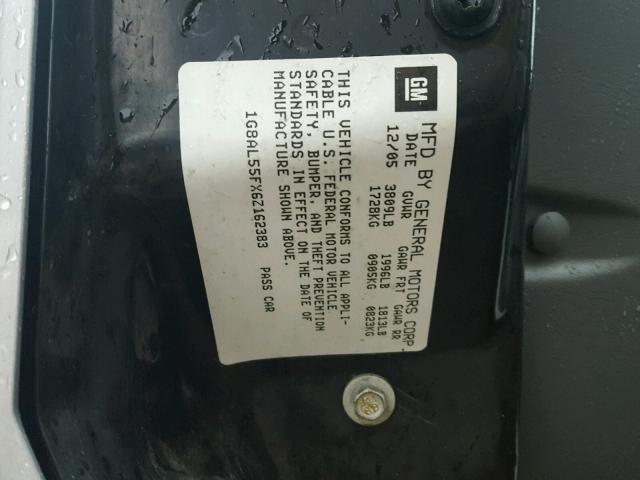 GM
MFD BY GENERAL MOTORS CORP.
DATE GVWR GAWR FRT GAWR RR
12/05 3809LB 1996LB 1813LB
1728KG 0905KG 0823KG
THIS VEHICLE CONFORMS TO ALL APPLI-
CABLE U.S. FEDERAL MOTOR VEHICLE
SAFETY, BUMPER, AND THEFT PREVENTION
STANDARDS IN EFFECT ON THE DATE OF
MANUFACTURE SHOWN ABOVE.
1G8AL55FX6Z162383 PASS CAR